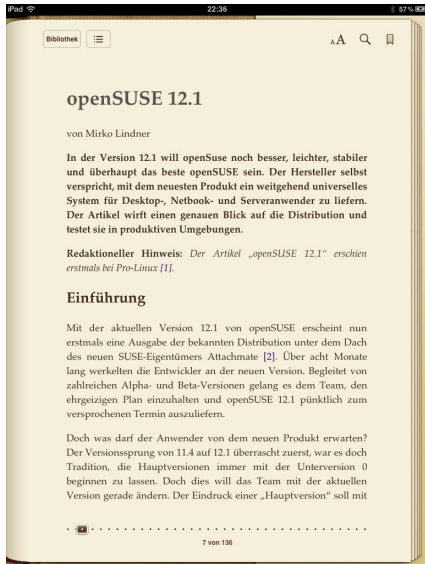 iPad 22:36 57 %
Bibliothek AA
openSUSE 12.1
von Mirko Lindner
In der Version 12.1 will openSuse noch besser, leichter, stabiler
und überhaupt das beste openSUSE sein. Der Hersteller selbst
verspricht, mit dem neuesten Produkt ein weitgehend universelles
System für Desktop-, Netbook- und Serveranwender zu liefern.
Der Artikel wirft einen genauen Blick auf die Distribution und
testet sie in produktiven Umgebungen.
Redaktioneller Hinweis: Der Artikel „openSUSE 12.1“ erschien
erstmals bei Pro-Linux [1].
Einführung
Mit der aktuellen Version 12.1 von openSUSE erscheint nun
erstmals eine Ausgabe der bekannten Distribution unter dem Dach
des neuen SUSE-Eigentümers Attachmate [2]. Über acht Monate
lang werkelten die Entwickler an der neuen Version. Begleitet von
zahlreichen Alpha- und Beta-Versionen gelang es dem Team, den
ehrgeizigen Plan einzuhalten und openSUSE 12.1 pünktlich zum
versprochenen Termin auszuliefern.
Doch was darf der Anwender von dem neuen Produkt erwarten?
Der Versionssprung von 11.4 auf 12.1 überrascht zuerst, war es doch
Tradition, die Hauptversionen immer mit der Unterversion 0
beginnen zu lassen. Doch dies will das Team mit der aktuellen
Version gerade ändern. Der Eindruck einer „Hauptversion“ soll mit
7 von 136